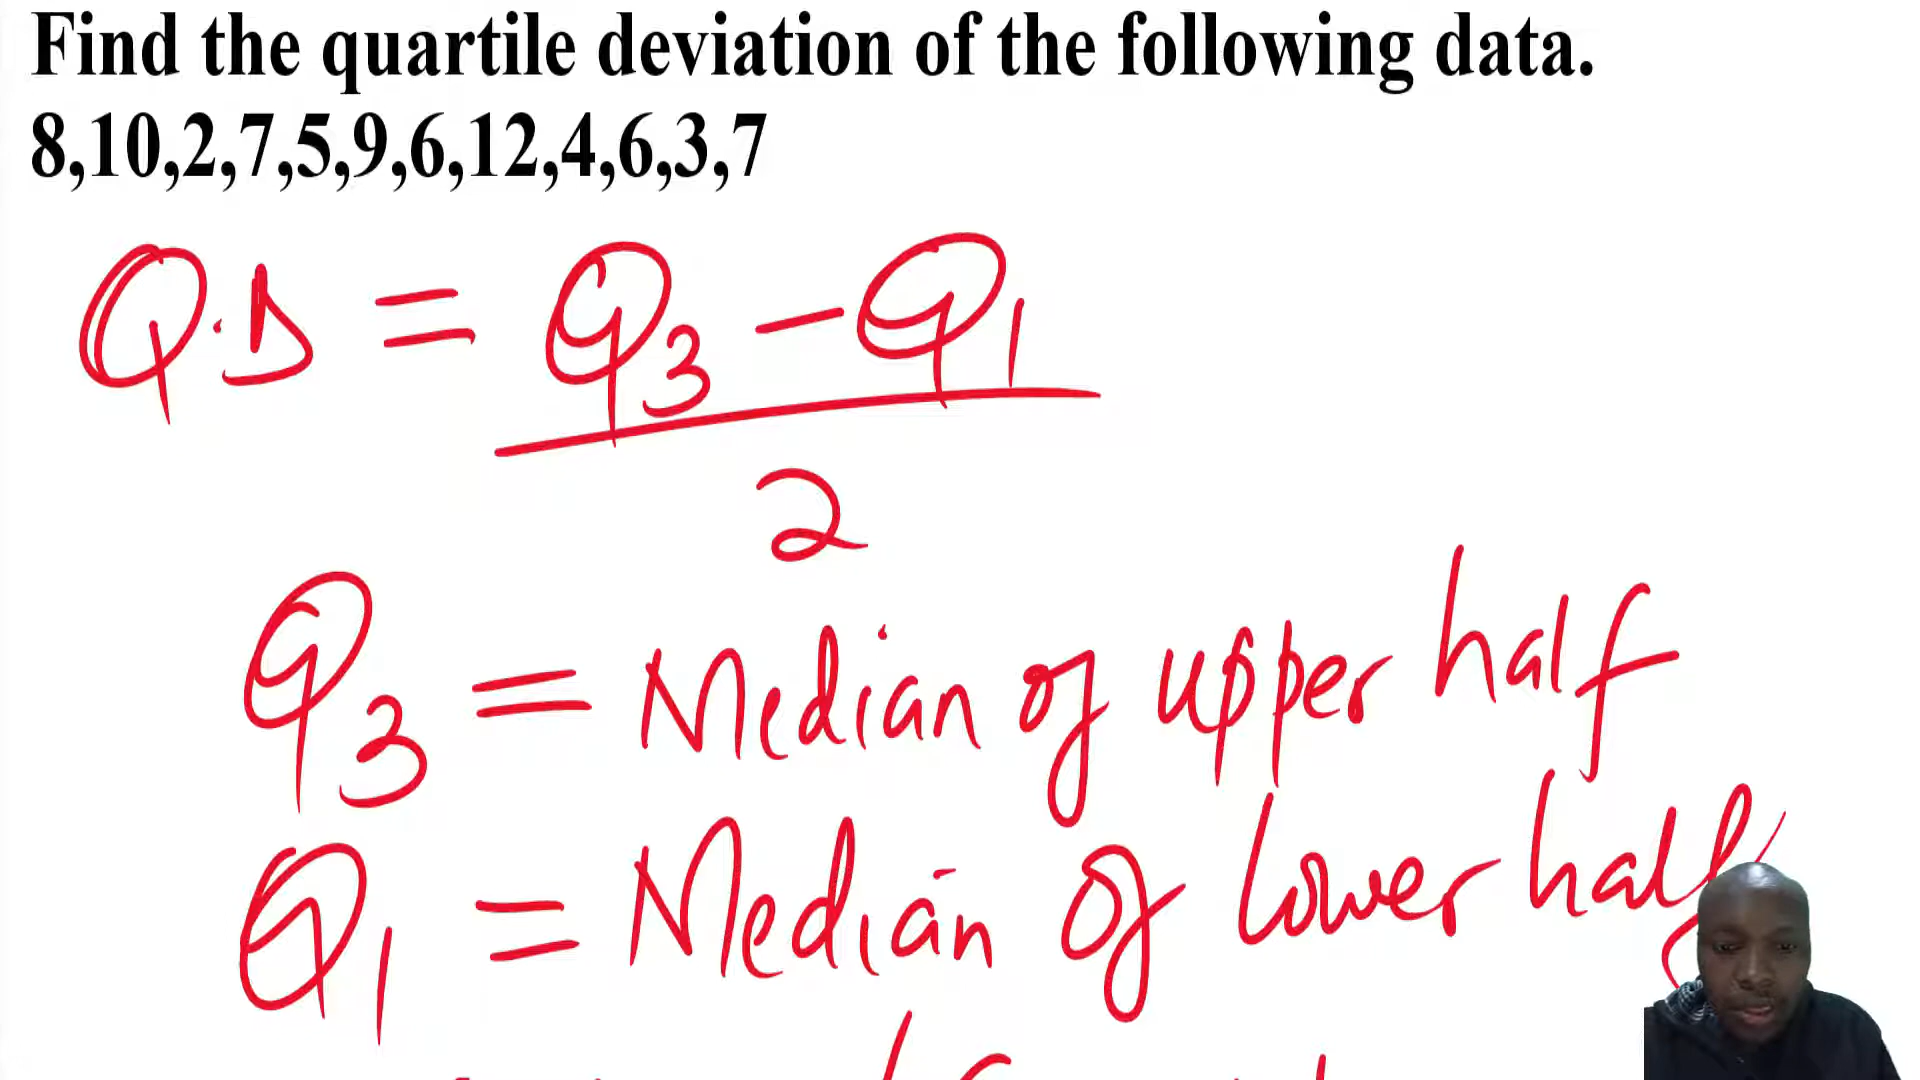 Find the quartile deviation of the following data.
8,10,2,7,5,9,6,12,4,6,3,7
Q.D = Q3 - Q1
2
Q3 = Median of upper half
Q1 = Median of lower half